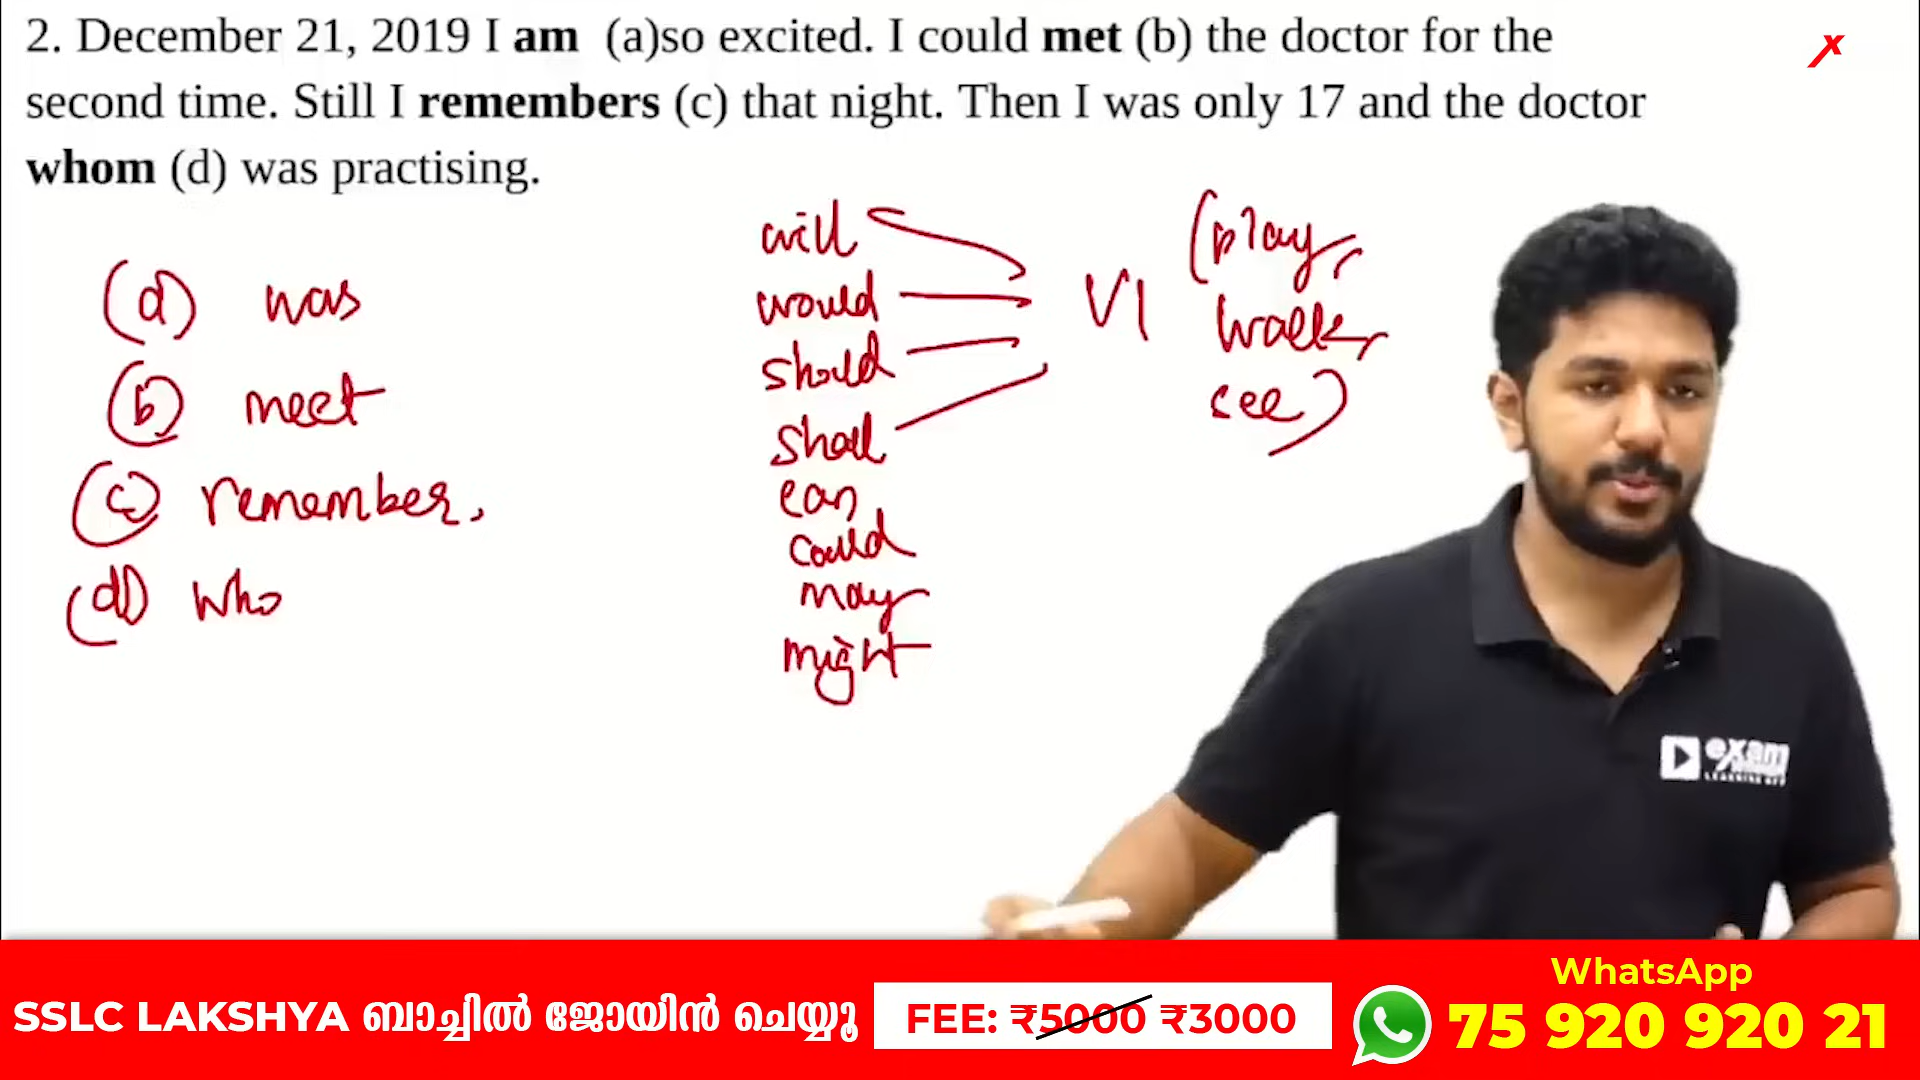 2. December 21, 2019 I am (a)so excited. I could met (b) the doctor for the
second time. Still I remembers (c) that night. Then I was only 17 and the doctor
whom (d) was practising.
(a) was
(b) meet
(c) remember.
(d) who
will
would
should
shall
can
could
may
might
V1
(play,
walk,
see)
exam
SSLC LAKSHYA ബാച്ചിൽ ജോയിൻ ചെയ്യൂ
FEE: ₹5000 ₹3000
WhatsApp
75 920 920 21